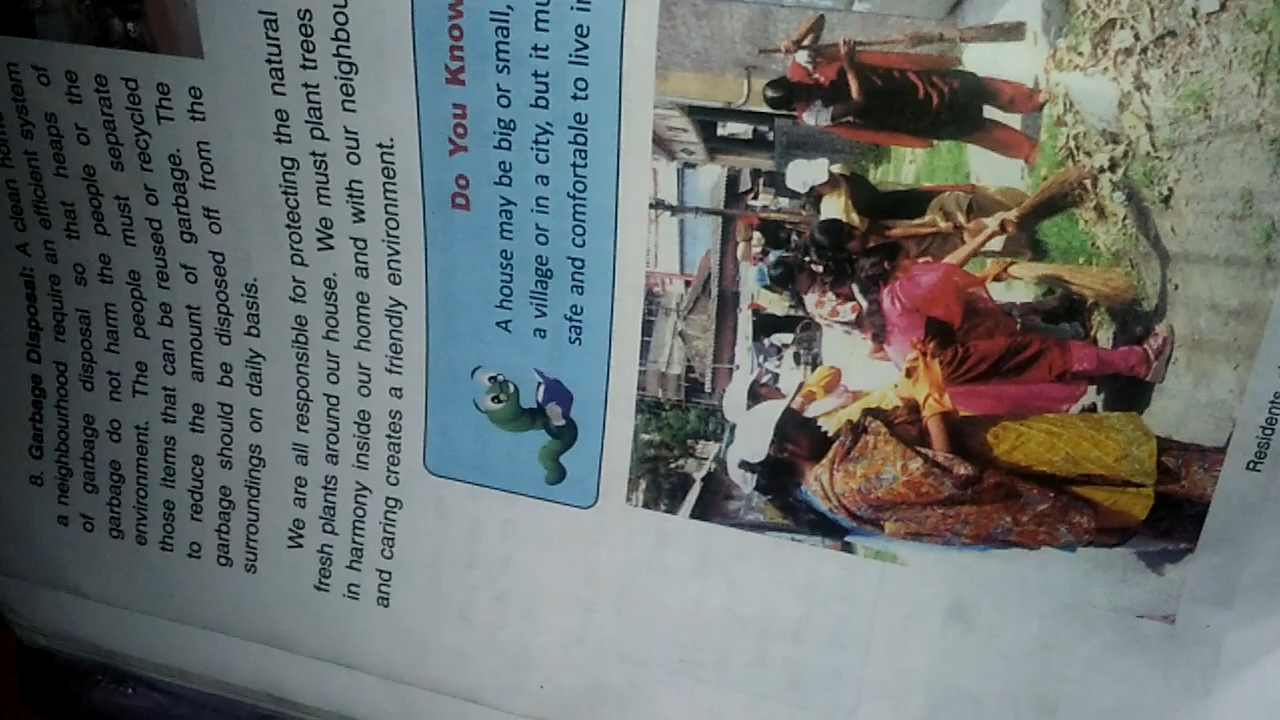 8. Garbage Disposal: A clean home
a neighbourhood require an efficient system
of garbage disposal so that heaps of
garbage do not harm the people or the
environment. The people must separate
those items that can be reused or recycled
to reduce the amount of garbage. The
garbage should be disposed off from the
surroundings on daily basis.
We are all responsible for protecting the natural
fresh plants around our house. We must plant trees
in harmony inside our home and with our neighbou
and caring creates a friendly environment.
Do You Know
A house may be big or small,
a village or in a city, but it mu
safe and comfortable to live i
Residents